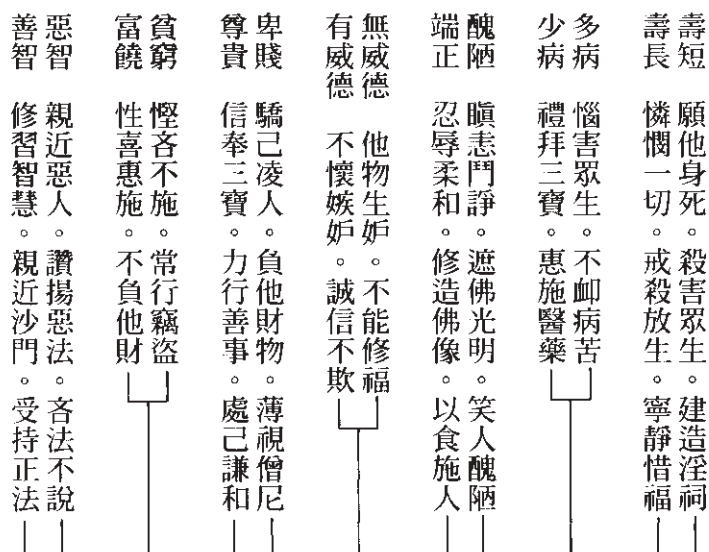 壽短　願他身死。殺害眾生。建造淫祠
壽長　憐憫一切。戒殺放生。寧靜惜福
多病　惱害眾生。不卹病苦
少病　禮拜三寶。惠施醫藥
醜陋　瞋恚鬥諍。遮佛光明。笑人醜陋
端正　忍辱柔和。修造佛像。以食施人
無威德　他物生妒。不能修福
有威德　不懷嫉妒。誠信不欺
卑賤　驕己凌人。負他財物。薄視僧尼
尊貴　信奉三寶。力行善事。處己謙和
貧窮　慳吝不施。常行竊盜
富饒　性喜惠施。不負他財
惡智　親近惡人。讚揚惡法。吝法不說
善智　修習智慧。親近沙門。受持正法